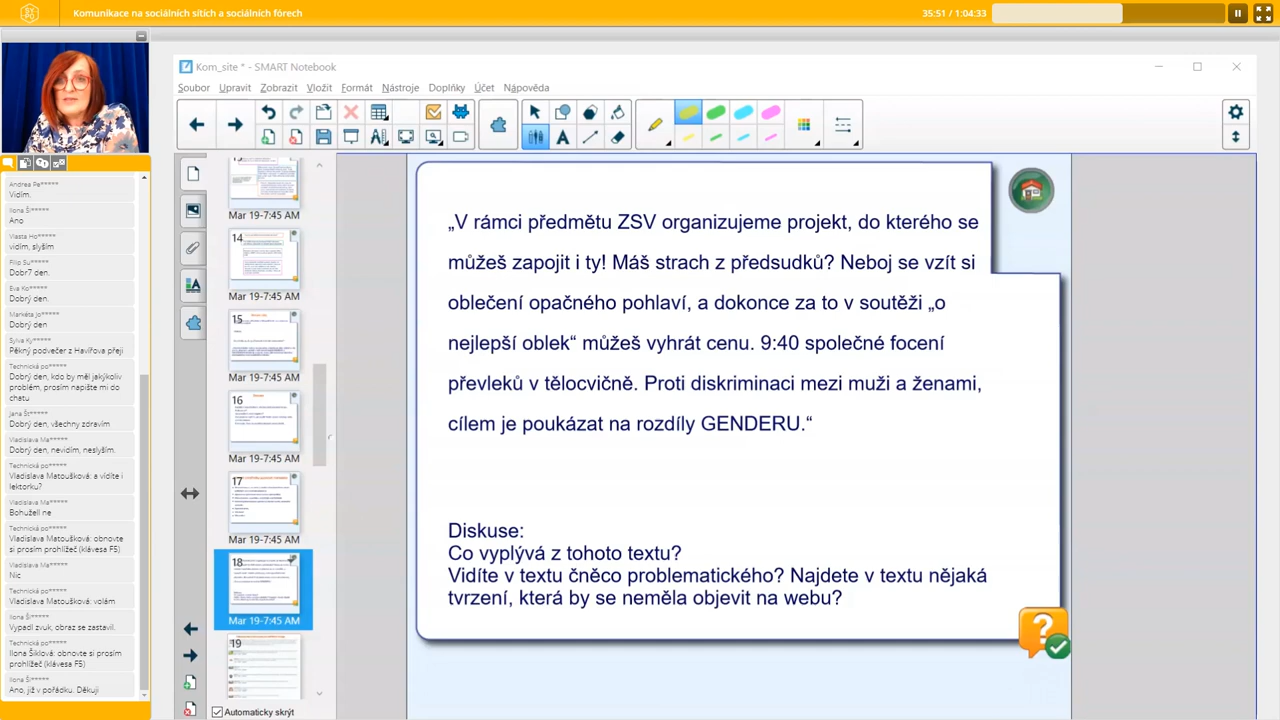 Komunikace na sociálních sítích a sociálních fórech
35:51 / 1:04:33
Andrea Pe*****
Vidím.
Ilona Ší*****
Ano
Vlasta Ho*****
vidím, slyším
Filip Su*****
Dobr7 den.
Eva Ko*****
Dobrý den.
Markéta Jo*****
Dobrý den
Sylva Ky*****
Pěkný podvečer z Havířova přeji
Technická po*****
Dobrý den, kdo by měl jakýkoliv
problém, prosím napište mi do
chatu
Jana Št*****
Dobrý den, všechny zdravím
Vladislava Ma*****
Dobrý den, nevidím, neslyším.
Technická po*****
Vladislava Matoušková: a vidíte i
lektorku?
Vladislava Ma*****
Bohužell ne
Technická po*****
Vladislava Matoušková: obnovte
si prosím prohlížeč (klávesa F5)
Vladislava Ma*****
Nic
Technická po*****
Vladislava Matoušková: volám
Ilona Ší*****
Vypadl zvuk, obraz se zastavil.
Technická po*****
Ilona Šiklová: obnovte si prosím
prohlížeč (klávesa F5)
Ilona Ší*****
Ano, již v pořádku. Děkuji
Kom_site * - SMART Notebook
Soubor Upravit Zobrazit Vložit Formát Nástroje Doplňky Účet Nápověda
Mar 19-7:45 AM
14
Mar 19-7:45 AM
15
Mar 19-7:45 AM
16
Mar 19-7:45 AM
17
Mar 19-7:45 AM
18
Mar 19-7:45 AM
19
Automaticky skrýt
„V rámci předmětu ZSV organizujeme projekt, do kterého se
můžeš zapojit i ty! Máš strach z předsudků? Neboj se vzít si
oblečení opačného pohlaví, a dokonce za to v soutěži „o
nejlepší oblek“ můžeš vyhrát cenu. 9:40 společné focení
převleků v tělocvičně. Proti diskriminaci mezi muži a ženami,
cílem je poukázat na rozdíly GENDERU.“
Diskuse:
Co vyplývá z tohoto textu?
Vidíte v textu čněco problematického? Najdete v textu nějaká
tvrzení, která by se neměla objevit na webu?